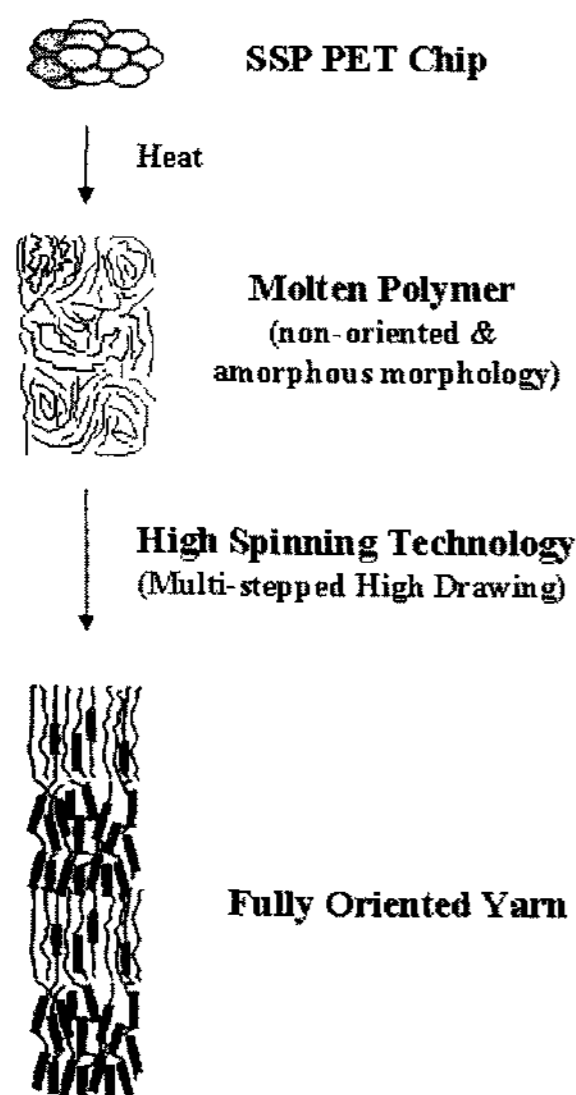 SSP PET Chip
Heat
Molten Polymer
(non-oriented &
amorphous morphology)
High Spinning Technology
(Multi-stepped High Drawing)
Fully Oriented Yarn